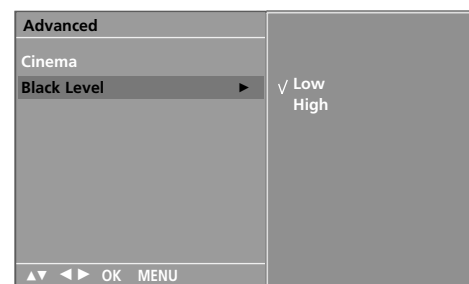 Advanced
Cinema
Black Level ►
√ Low
High
▲▼ ◄► OK MENU